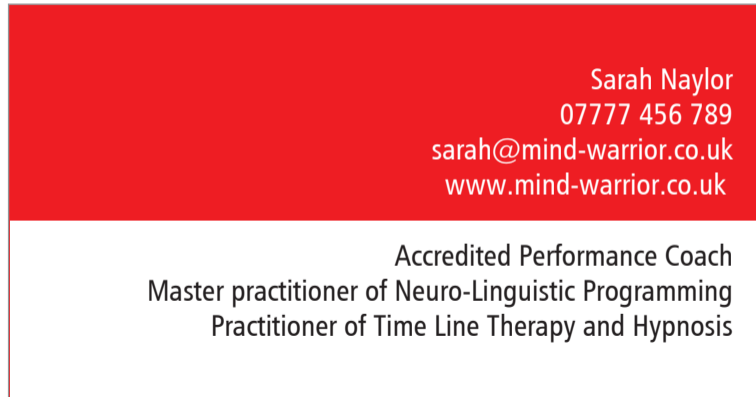 Sarah Naylor
07777 456 789
sarah@mind-warrior.co.uk
www.mind-warrior.co.uk
Accredited Performance Coach
Master practitioner of Neuro-Linguistic Programming
Practitioner of Time Line Therapy and Hypnosis